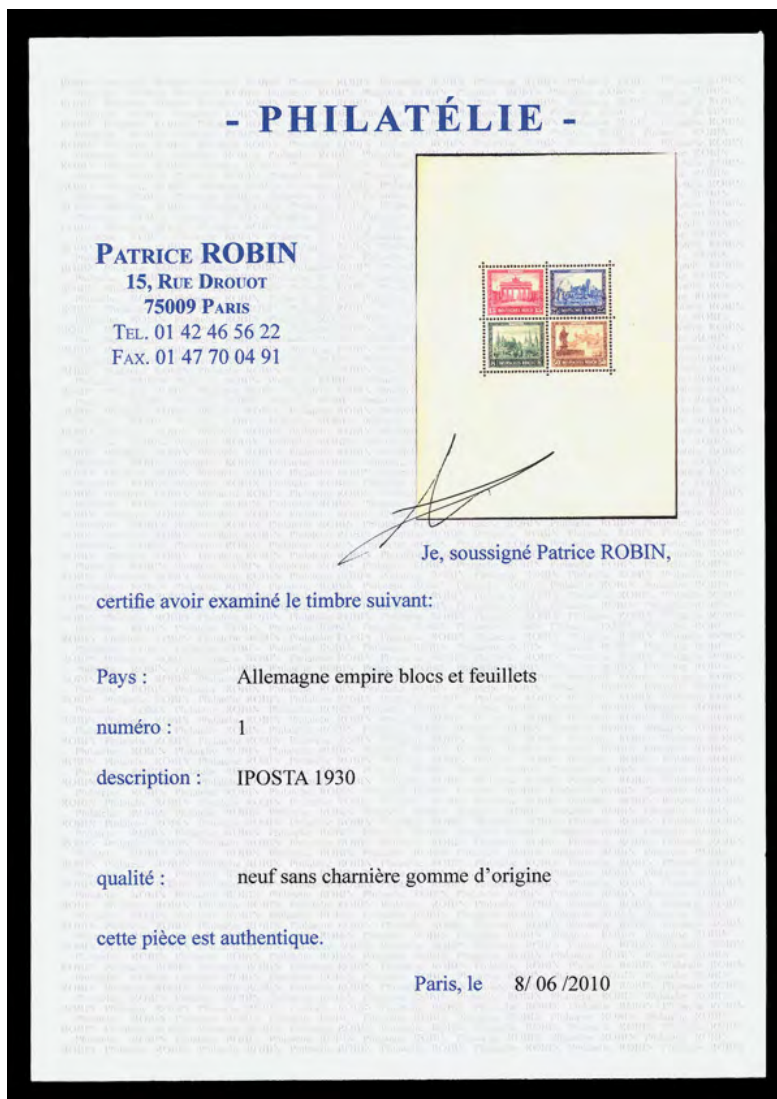 - PHILATÉLIE -
PATRICE ROBIN
15, RUE DROUOT
75009 PARIS
TEL. 01 42 46 56 22
FAX. 01 47 70 04 91
Je, soussigné Patrice ROBIN,
certifie avoir examiné le timbre suivant:
Pays : Allemagne empire blocs et feuillets
numéro : 1
description : IPOSTA 1930
qualité : neuf sans charnière gomme d'origine
cette pièce est authentique.
Paris, le 8/ 06 /2010